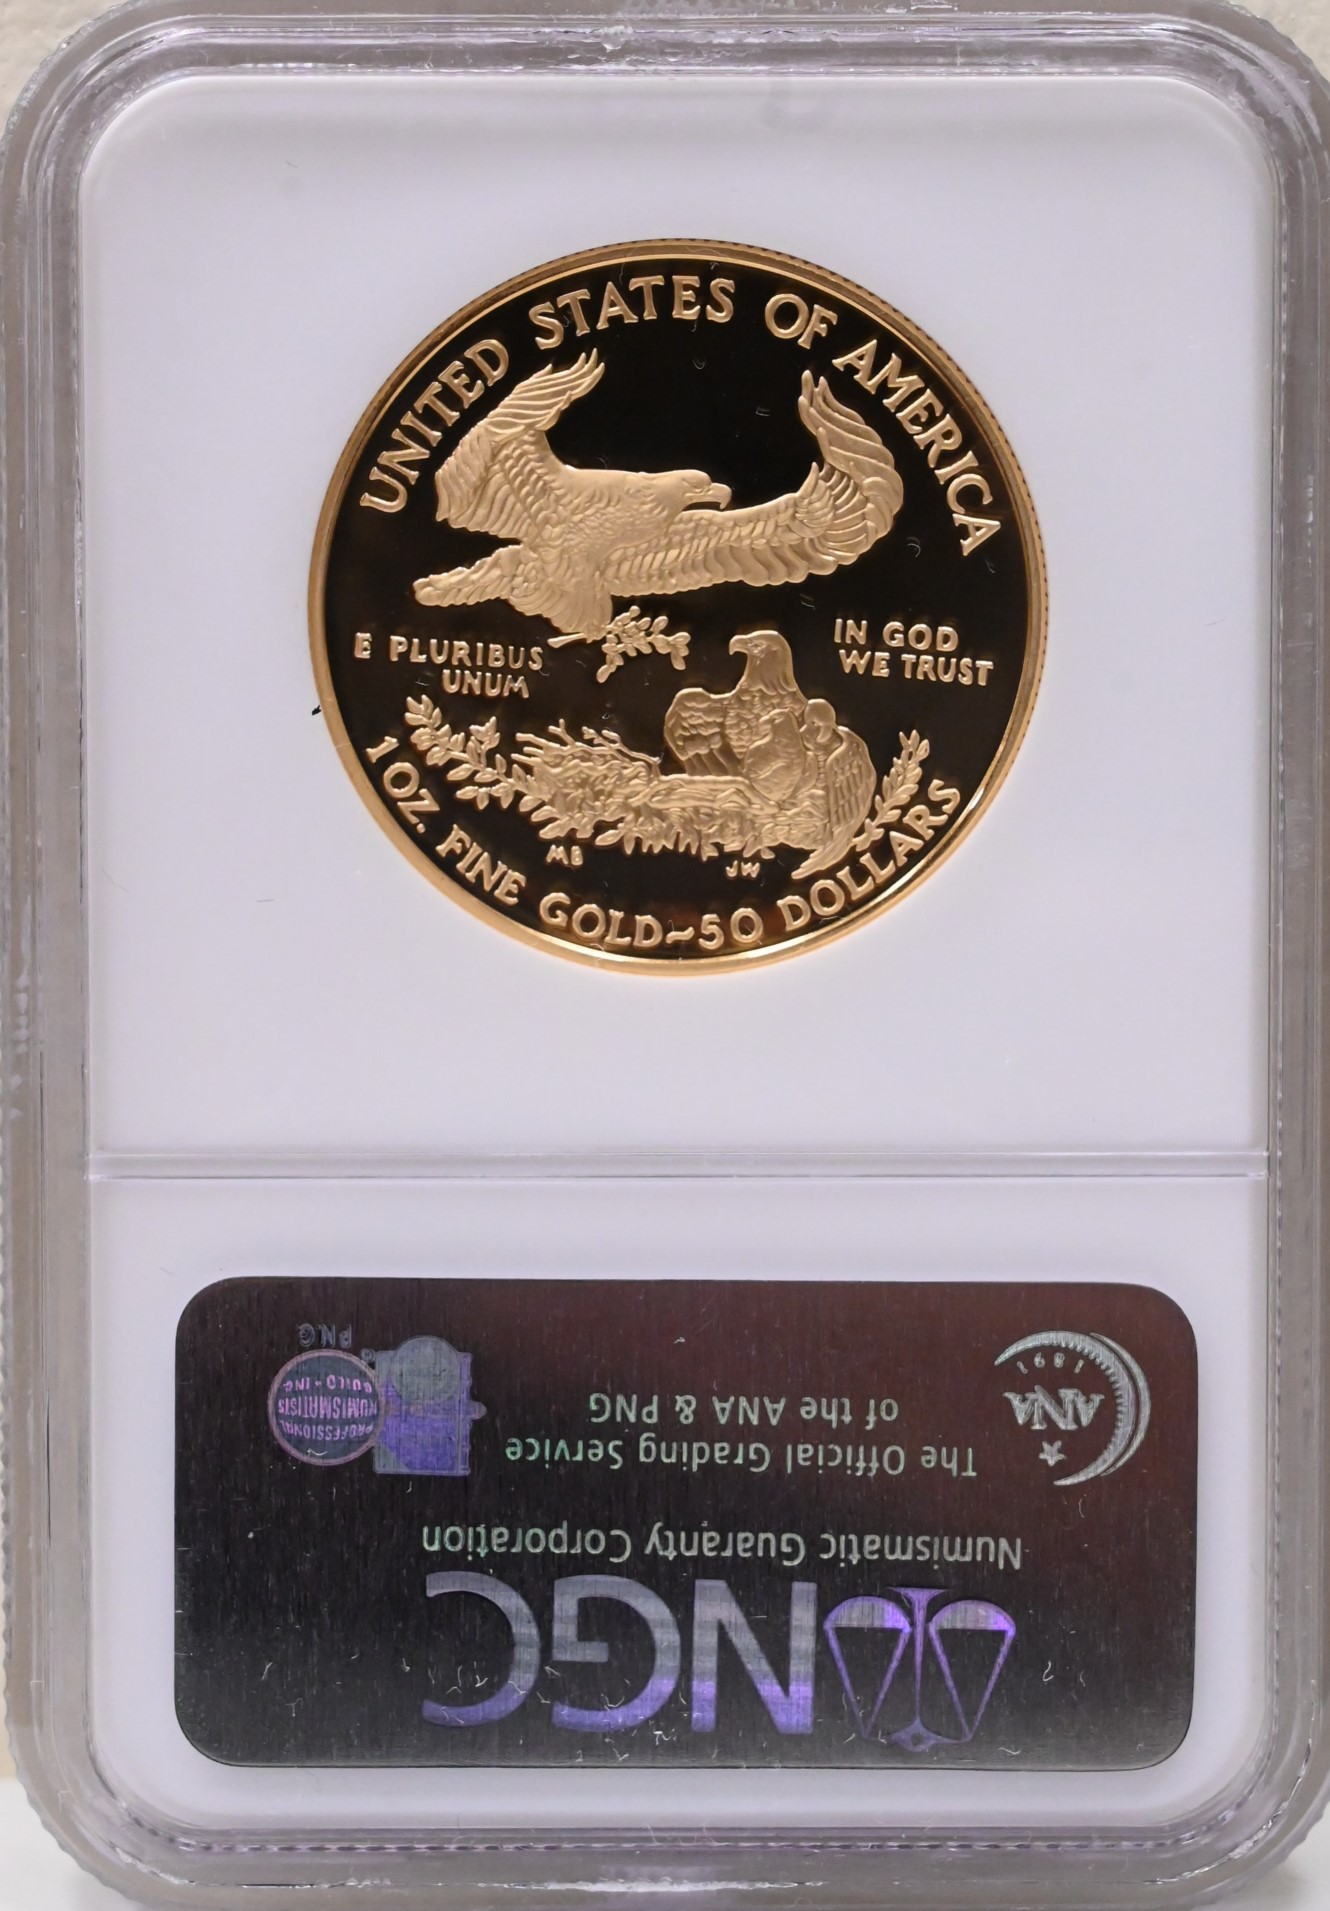 UNITED STATES OF AMERICA
E PLURIBUS
UNUM
IN GOD
WE TRUST
MB
JW
1 OZ. FINE GOLD~50 DOLLARS
NGC
Numismatic Guaranty Corporation
The Official Grading Service
of the ANA & PNG
ANA
1891
PROFESSIONAL
NUMISMATISTS
GUILD · INC
PNG